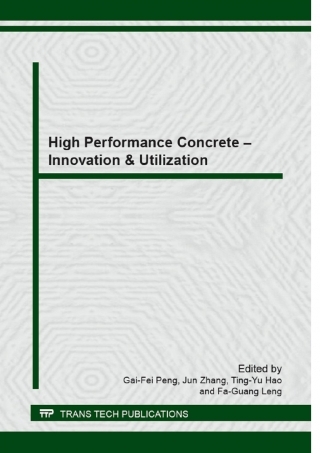 High Performance Concrete –
Innovation & Utilization
Edited by
Gai-Fei Peng, Jun Zhang, Ting-Yu Hao
and Fa-Guang Leng
TTP TRANS TECH PUBLICATIONS